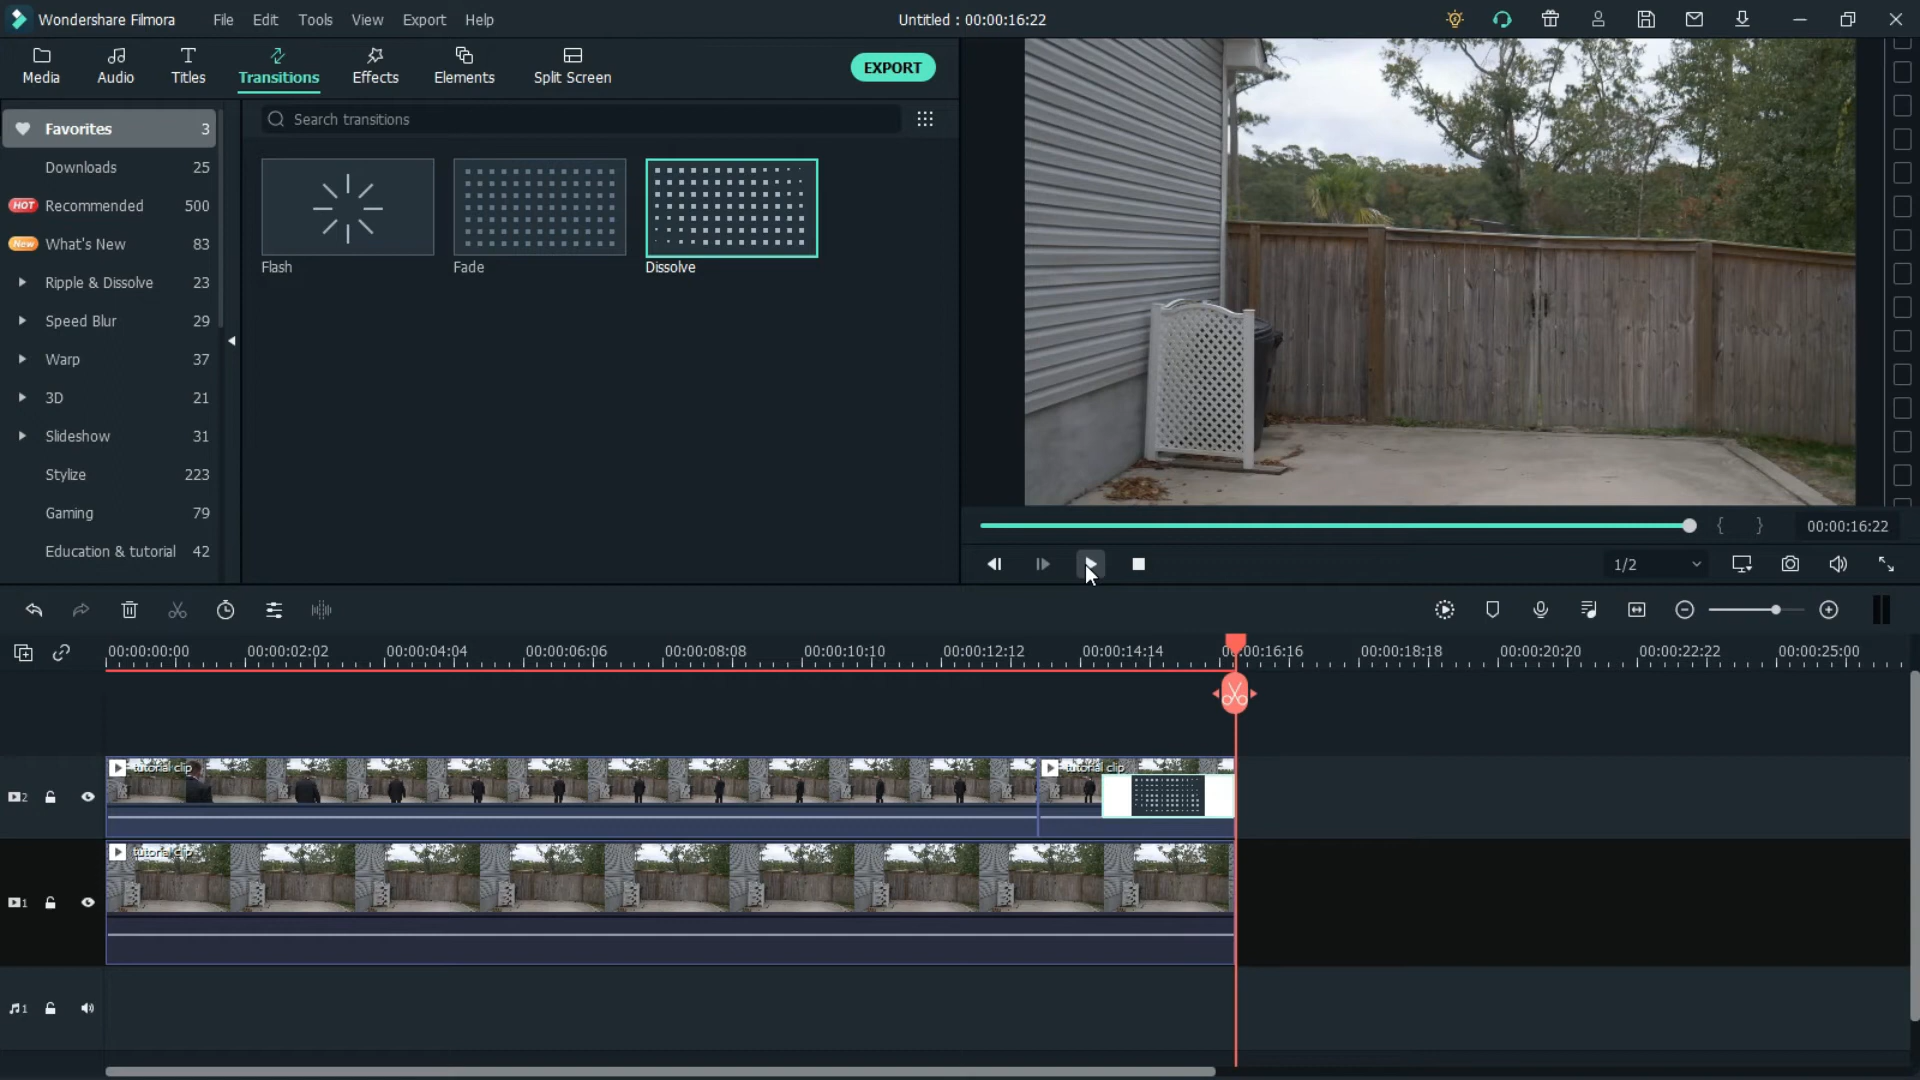 Wondershare Filmora File Edit Tools View Export Help Untitled : 00:00:16:22
Media Audio Titles Transitions Effects Elements Split Screen EXPORT
Favorites 3
Search transitions
Downloads 25
HOT Recommended 500
New What's New 83
Flash Fade Dissolve
Ripple & Dissolve 23
Speed Blur 29
Warp 37
3D 21
Slideshow 31
Stylize 223
Gaming 79
Education & tutorial 42
{ } 00:00:16:22
1/2
00:00:00:00 00:00:02:02 00:00:04:04 00:00:06:06 00:00:08:08 00:00:10:10 00:00:12:12 00:00:14:14 00:00:16:16 00:00:18:18 00:00:20:20 00:00:22:22 00:00:25:00
tutorial clip tutorial clip
2
tutorial clip
1
1